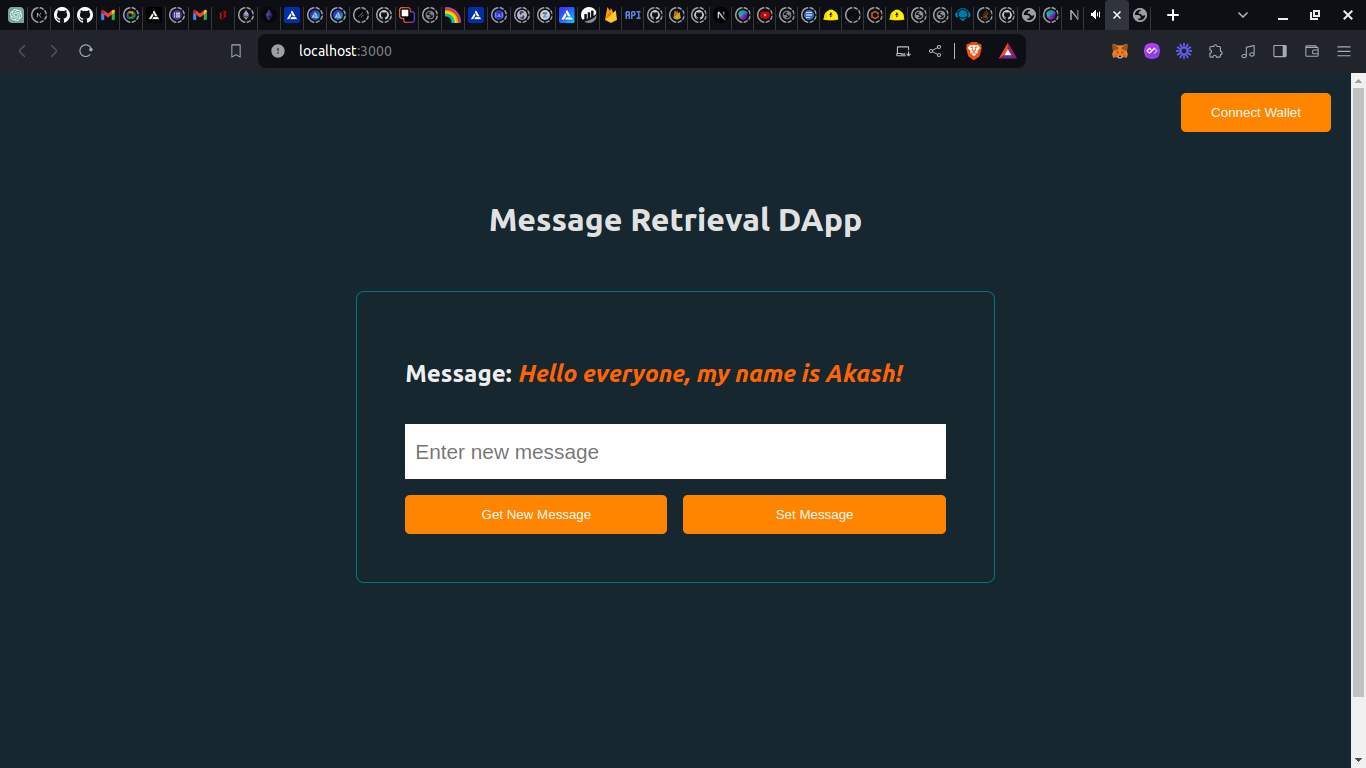 API
localhost:3000
Connect Wallet
Message Retrieval DApp
Message: Hello everyone, my name is Akash!
Enter new message
Get New Message
Set Message